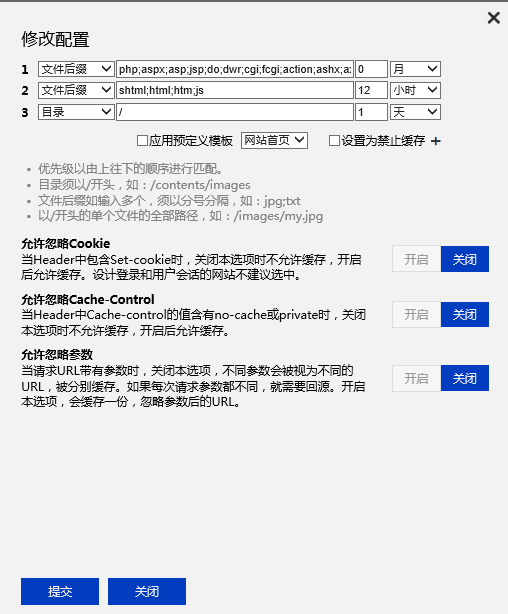 修改配置
1 文件后缀 php;aspx;asp;jsp;do;dwr;cgi;fcgi;action;ashx;a 0 月
2 文件后缀 shtml;html;htm;js 12 小时
3 目录 / 1 天
应用预定义模板 网站首页 设置为禁止缓存 +
• 优先级以由上往下的顺序进行匹配。
• 目录须以/开头，如：/contents/images
• 文件后缀如输入多个，须以分号分隔，如：jpg;txt
• 以/开头的单个文件的全部路径，如：/images/my.jpg
允许忽略Cookie
当Header中包含Set-cookie时，关闭本选项时不允许缓存，开启
后允许缓存。设计登录和用户会话的网站不建议选中。
开启 关闭
允许忽略Cache-Control
当Header中Cache-control的值含有no-cache或private时，关闭
本选项时不允许缓存，开启后允许缓存。
开启 关闭
允许忽略参数
当请求URL带有参数时，关闭本选项，不同参数会被视为不同的
URL，被分别缓存。如果每次请求参数都不同，就需要回源。开启
本选项，会缓存一份，忽略参数后的URL。
开启 关闭
提交 关闭